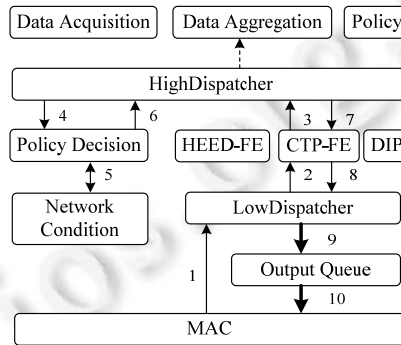 Data Acquisition
Data Aggregation
Policy
HighDispatcher
4
6
3
7
Policy Decision
HEED-FE
CTP-FE
DIP
5
2
8
Network
Condition
LowDispatcher
1
9
Output Queue
10
MAC